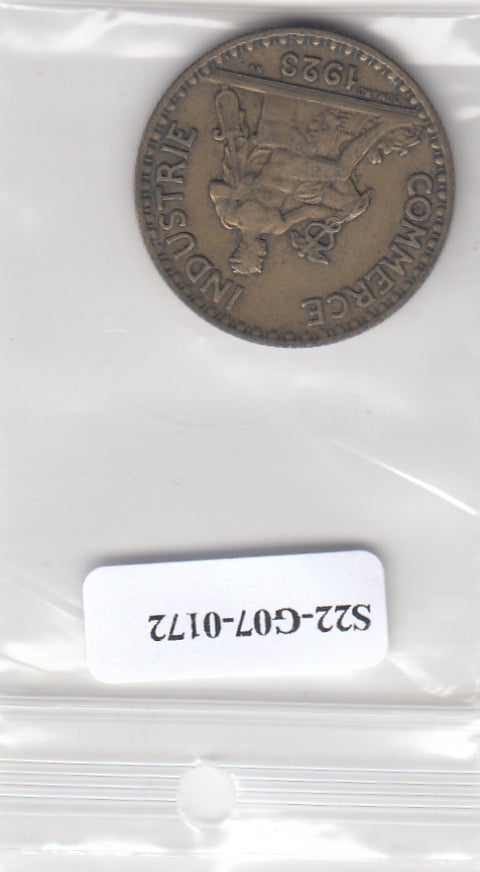 COMMERCE INDUSTRIE
1923
S22-G07-0172